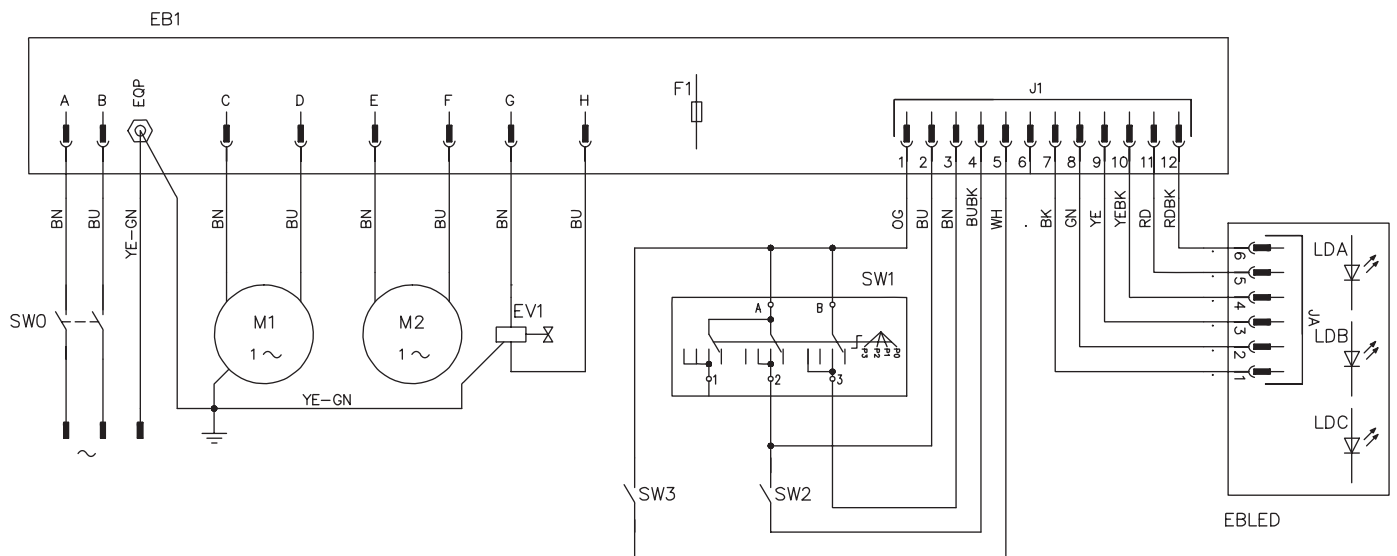 EB1
A B EQP C D E F G H F1 J1
1 2 3 4 5 6 7 8 9 10 11 12
BN BU YE-GN BN BU BN BU BN BU OG BU BN BUBK WH . BK GN YE YEBK RD RDBK
SW0
M1
1~
M2
1~
EV1
YE-GN
~
SW1
A B
P3 P2 P1 P0
1 2 3
SW3
SW2
6
5
4
3
2
1
JA
LDA
LDB
LDC
EBLED